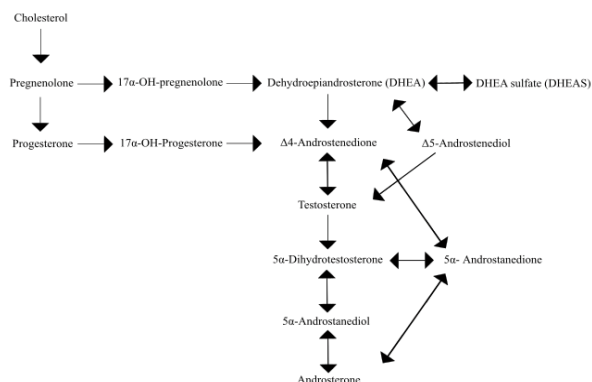 Cholesterol
Pregnenolone 17α-OH-pregnenolone Dehydroepiandrosterone (DHEA) DHEA sulfate (DHEAS)
Progesterone 17α-OH-Progesterone Δ4-Androstenedione Δ5-Androstenediol
Testosterone
5α-Dihydrotestosterone 5α- Androstanedione
5α-Androstanediol
Androsterone